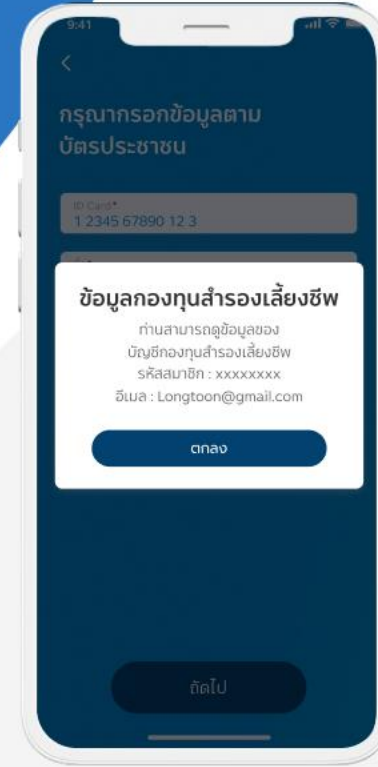 9:41
กรุณากรอกข้อมูลตาม
บัตรประชาชน
ID Card*
1 2345 67890 12 3
ข้อมูลกองทุนสำรองเลี้ยงชีพ
ท่านสามารถดูข้อมูลของ
บัญชีกองทุนสำรองเลี้ยงชีพ
รหัสสมาชิก : xxxxxxxx
อีเมล : Longtoon@gmail.com
ตกลง
ถัดไป